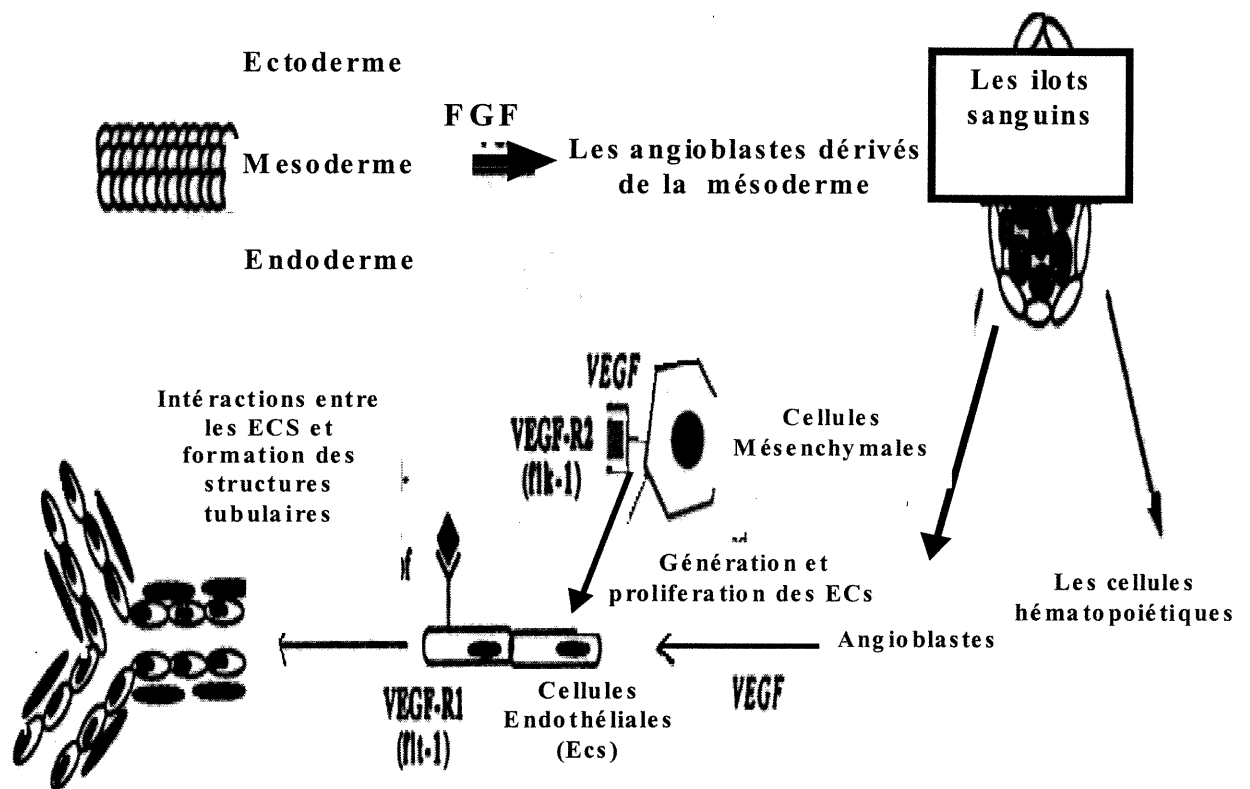 Ectoderme
FGF
Mesoderme
Endoderme
Les angioblastes dérivés
de la mésoderme
Les ilots
sanguins
VEGF
VEGF-R2
(flk-1)
Cellules
Mésenchymales
Intéractions entre
les ECS et
formation des
structures
tubulaires
Génération et
proliferation des ECs
Les cellules
hématopoiétiques
Angioblastes
VEGF
Cellules
Endothéliales
(Ecs)
VEGF-R1
(flt-1)